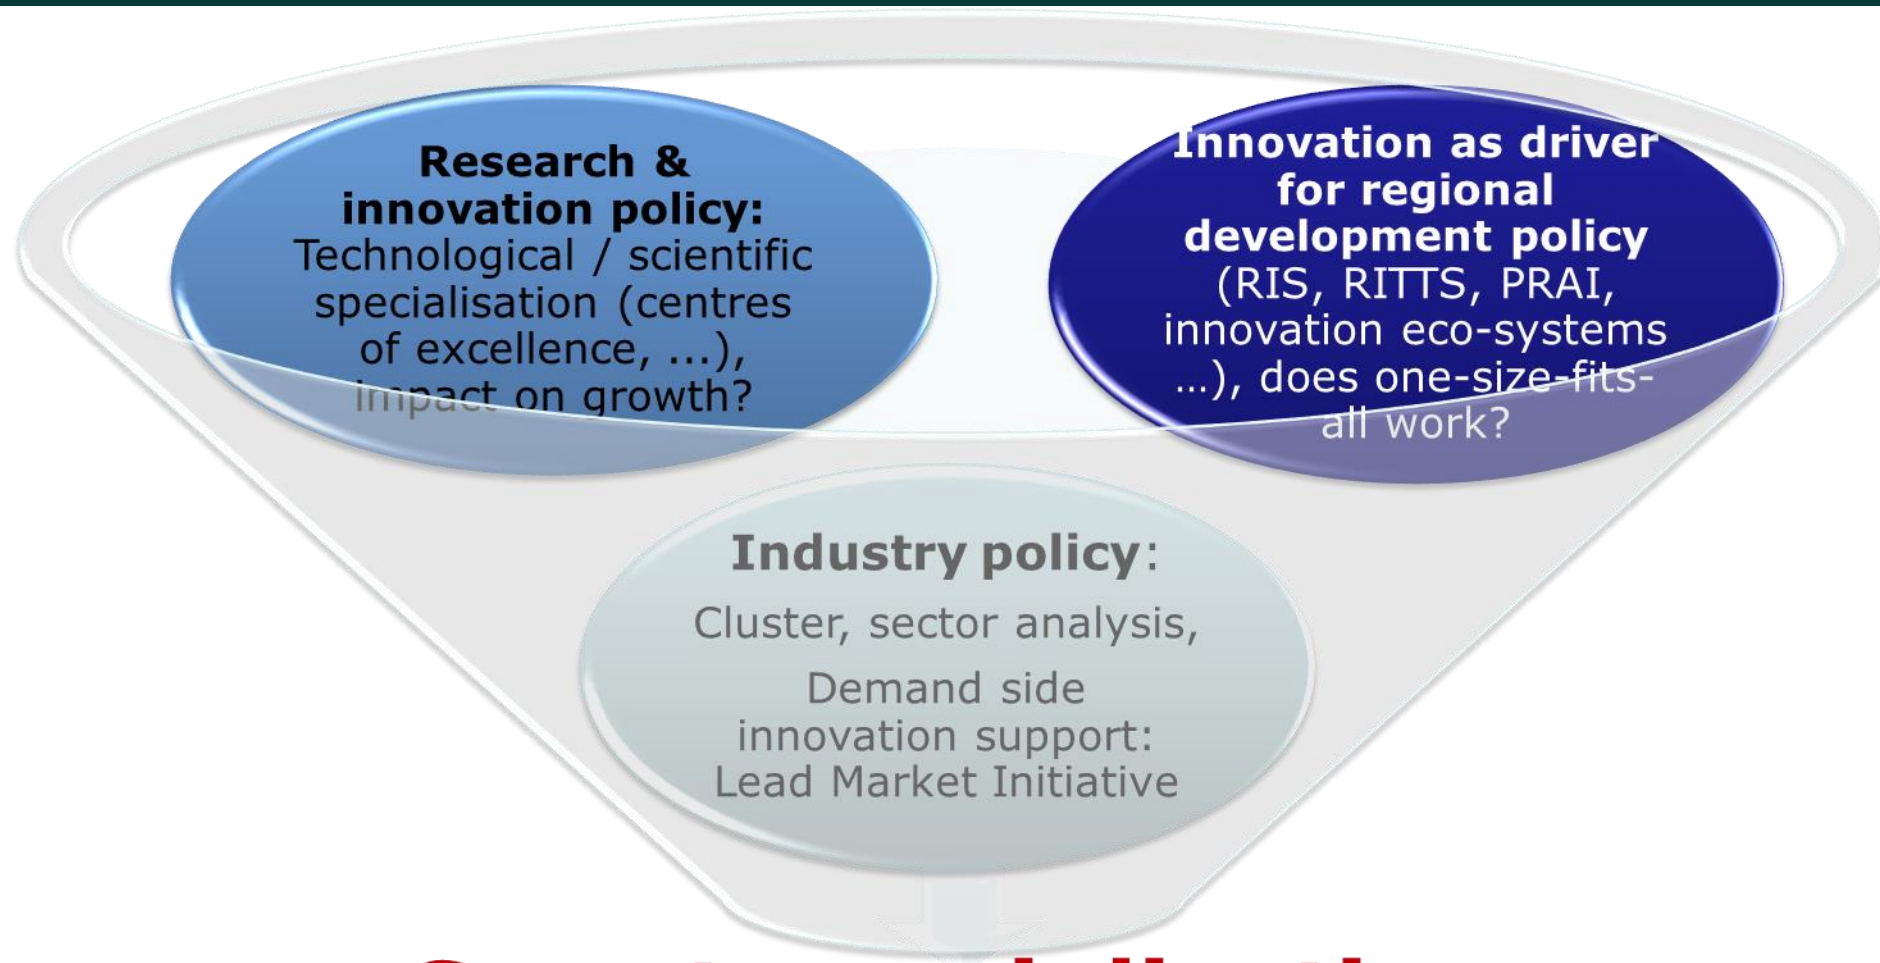 Research &
innovation policy:
Technological / scientific
specialisation (centres
of excellence, ...),
impact on growth?
Innovation as driver
for regional
development policy
(RIS, RITTS, PRAI,
innovation eco-systems
…), does one-size-fits-
all work?
Industry policy:
Cluster, sector analysis,
Demand side
innovation support:
Lead Market Initiative